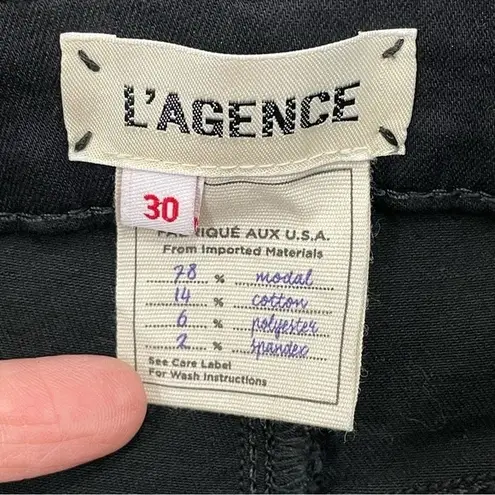 L'AGENCE
30
RIQUÉ AUX U.S.A.
From Imported Materials
78 % modal
14 % cotton
6 % polyester
2 % spandex
See Care Label
For Wash Instructions